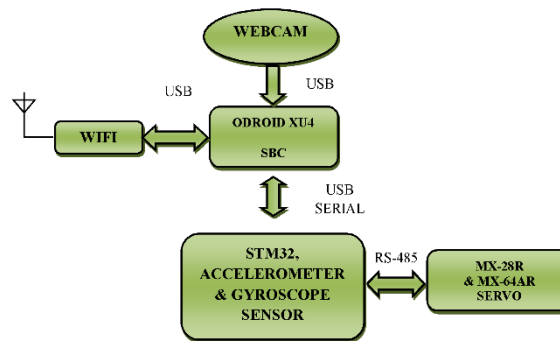 WEBCAM
USB
USB
WIFI
ODROID XU4
SBC
USB
SERIAL
STM32,
ACCELEROMETER
& GYROSCOPE
SENSOR
RS-485
MX-28R
& MX-64AR
SERVO